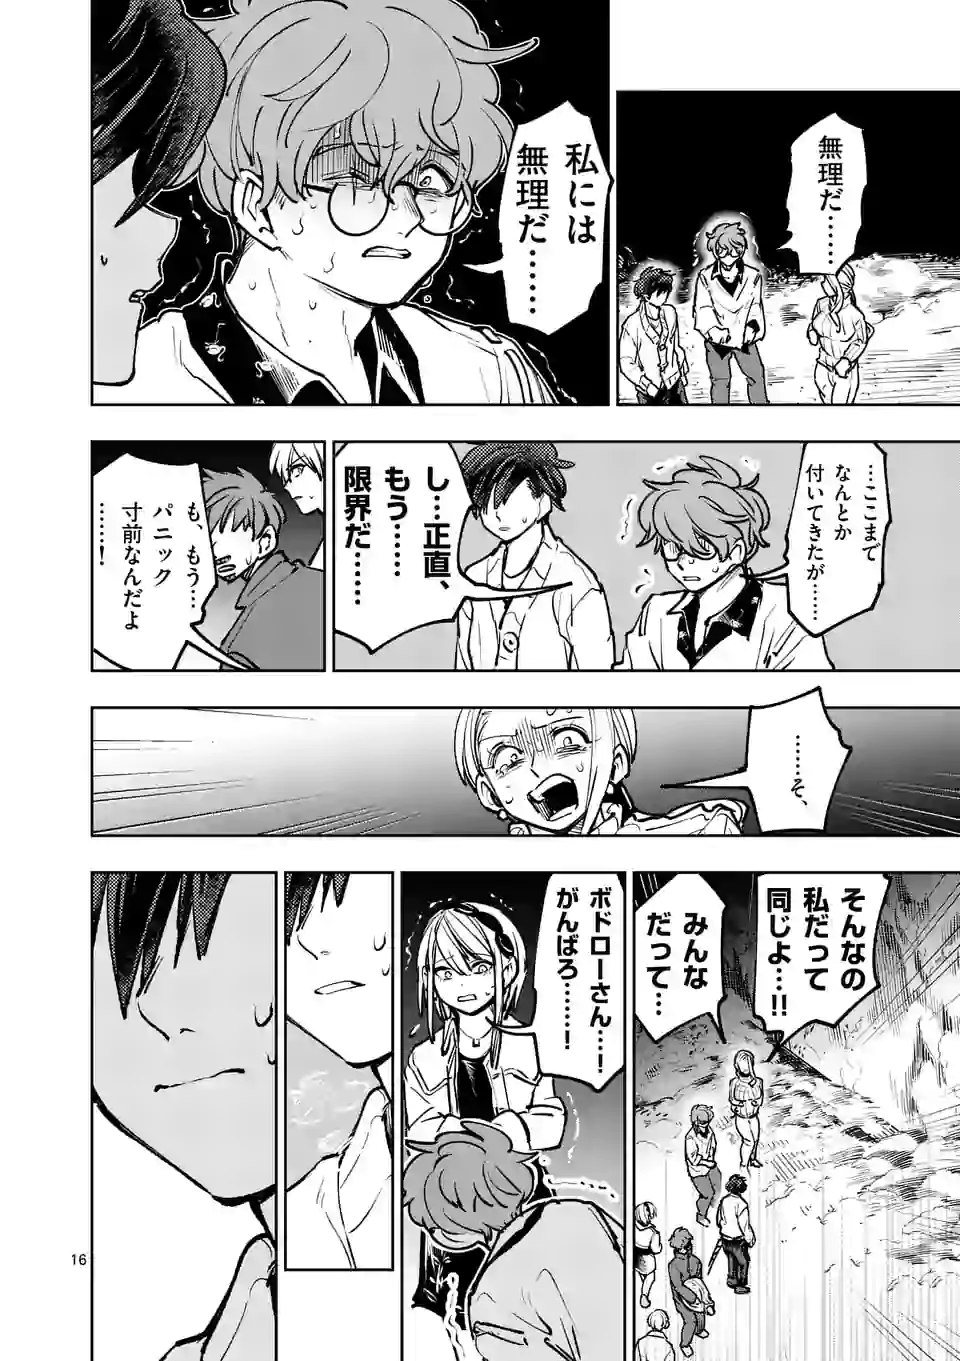 無理だ……
私には
無理だ……
…ここまで
なんとか
付いてきたが……
し…正直、
もう……
限界だ……
も、もう…
パニック
寸前なんだよ
……！
……そ、
そんなの
私だって
同じよ…!!
みんな
だって…
ボドローさん…！
がんばろ……！
16